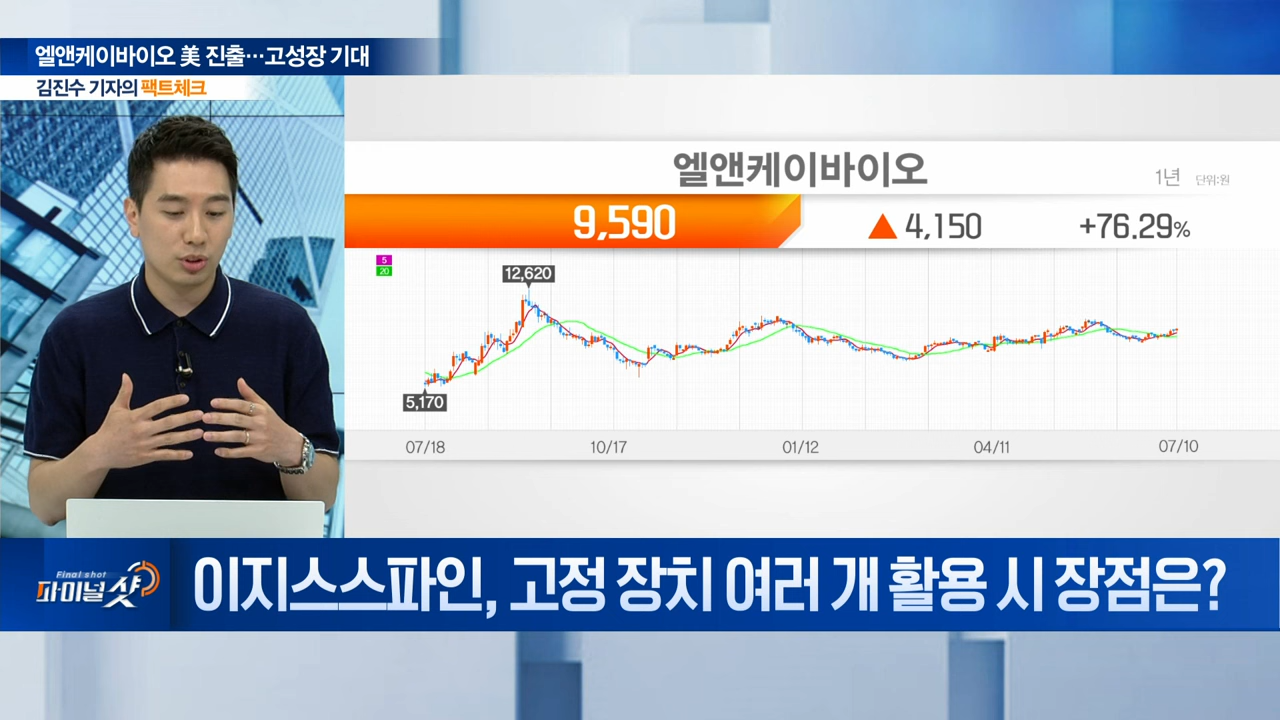 엘앤케이바이오 美 진출…고성장 기대
김진수 기자의 팩트체크
엘앤케이바이오
1년 단위:원
9,590 ▲ 4,150 +76.29%
5
20
12,620
5,170
07/18 10/17 01/12 04/11 07/10
Final shot
파이널 샷
이지스스파인, 고정 장치 여러 개 활용 시 장점은?